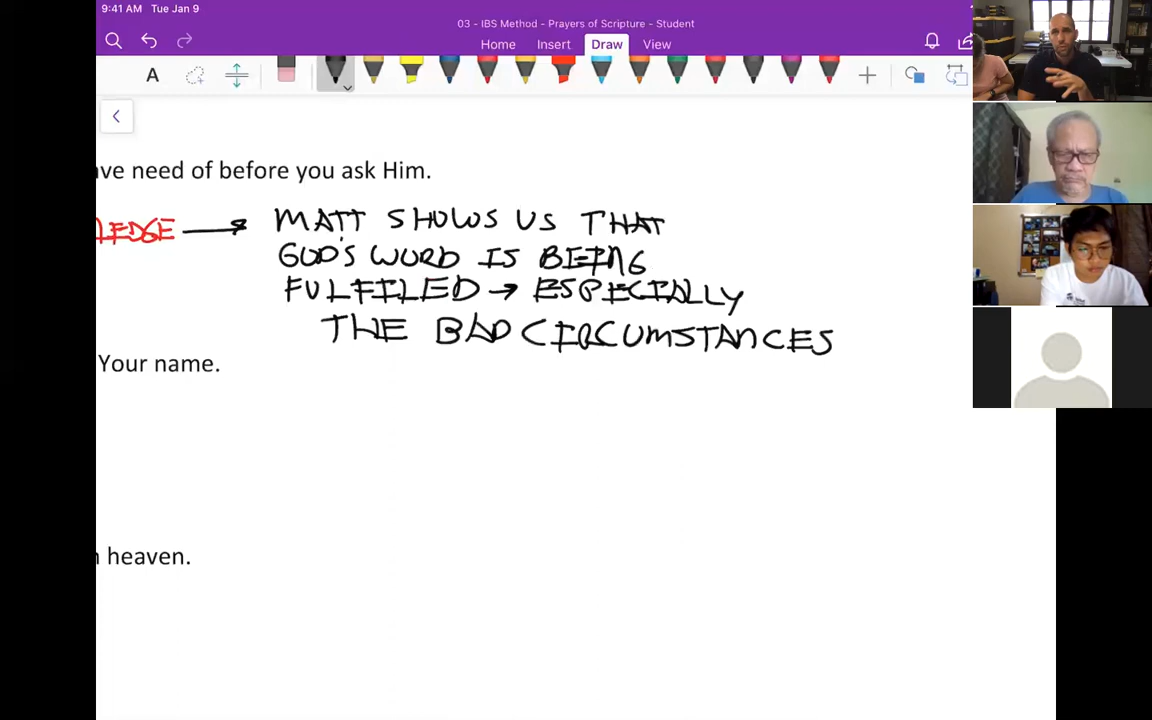 9:41 AM Tue Jan 9
03 - IBS Method - Prayers of Scripture - Student
Home Insert Draw View
A
ve need of before you ask Him.
LEDGE → MATT SHOWS US THAT
GOD'S WORD IS BEING
FULFILED → ESPECIALLY
THE BAD CIRCUMSTANCES
Your name.
heaven.